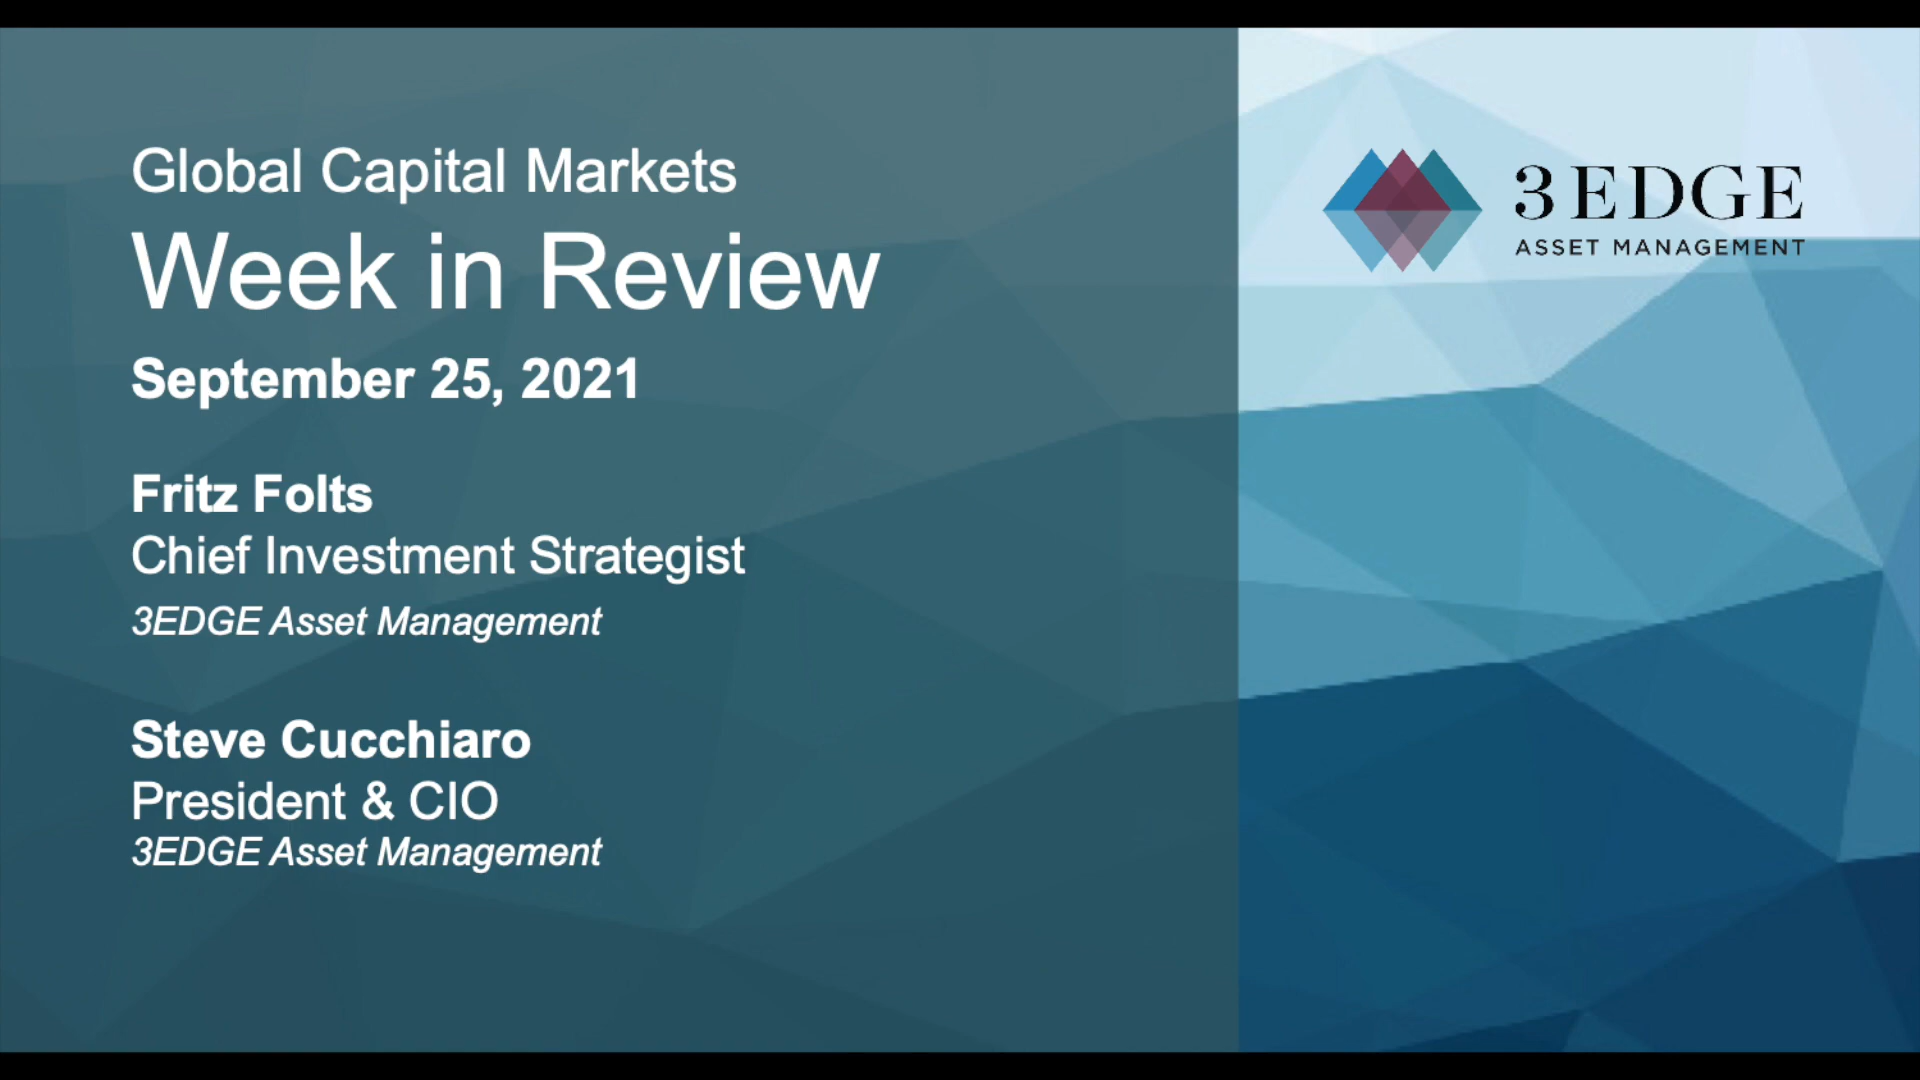 Global Capital Markets
Week in Review
September 25, 2021
Fritz Folts
Chief Investment Strategist
3EDGE Asset Management
Steve Cucchiaro
President & CIO
3EDGE Asset Management
3EDGE
ASSET MANAGEMENT